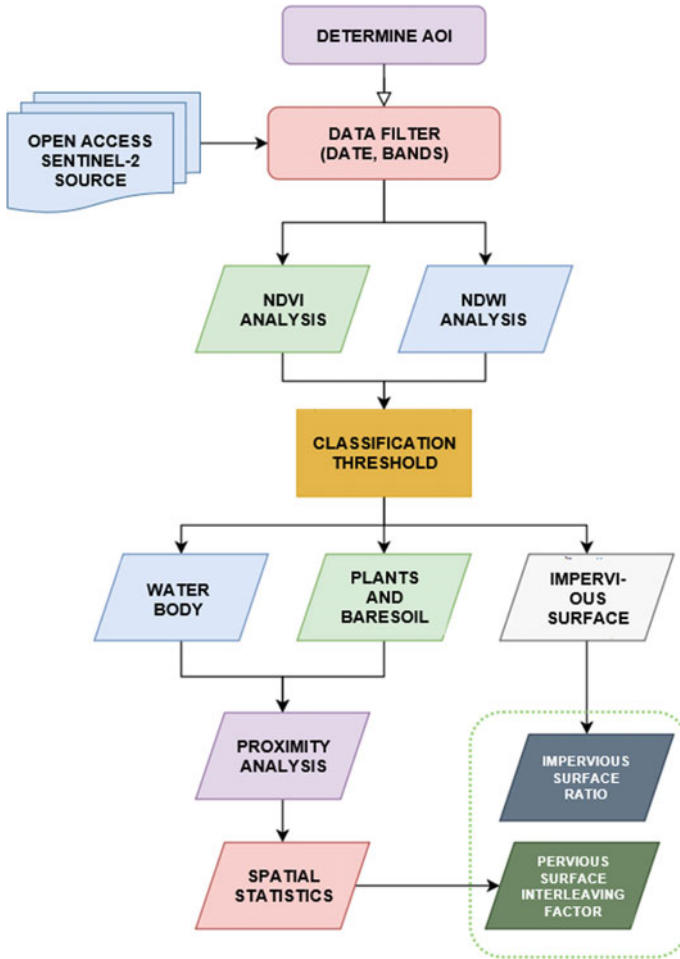 DETERMINE AOI
OPEN ACCESS
SENTINEL-2
SOURCE
DATA FILTER
(DATE, BANDS)
NDVI
ANALYSIS
NDWI
ANALYSIS
CLASSIFICATION
THRESHOLD
WATER
BODY
PLANTS
AND
BARESOIL
IMPERVI-
OUS
SURFACE
PROXIMITY
ANALYSIS
IMPERVIOUS
SURFACE
RATIO
SPATIAL
STATISTICS
PERVIOUS
SURFACE
INTERLEAVING
FACTOR